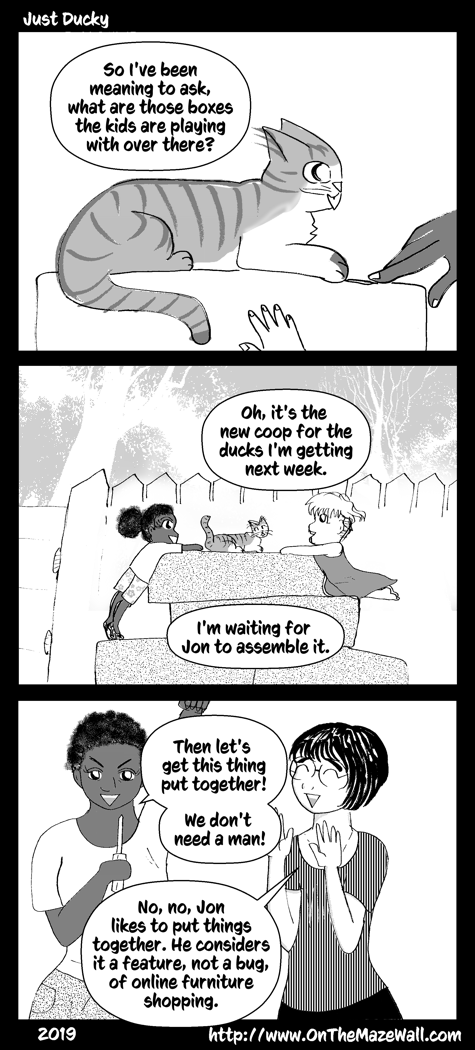 Just Ducky
So I've been
meaning to ask,
what are those boxes
the kids are playing
with over there?
Oh, it's the
new coop for the
ducks I'm getting
next week.
I'm waiting for
Jon to assemble it.
Then let's
get this thing
put together!
We don't
need a man!
No, no, Jon
likes to put things
together. He considers
it a feature, not a bug,
of online furniture
shopping.
2019
http://www.OnTheMazeWall.com